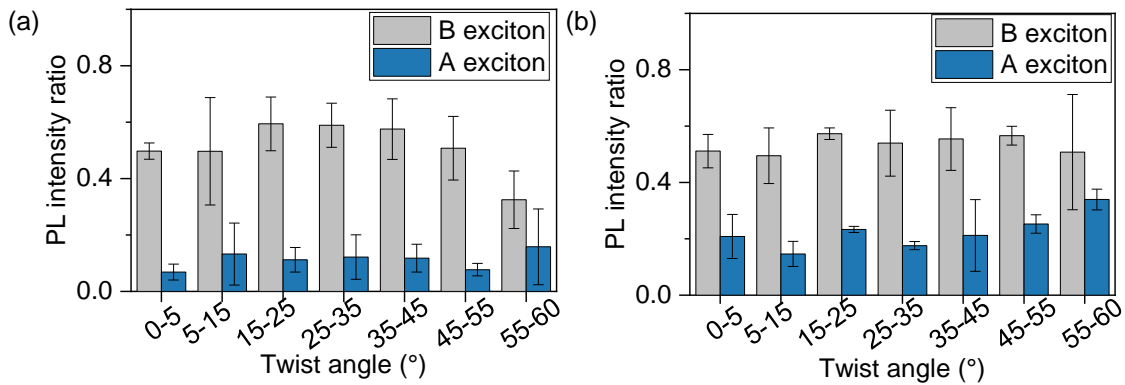 (a)
B exciton
A exciton
PL intensity ratio
0.8
0.4
0.0
0-5
5-15
15-25
25-35
35-45
45-55
55-60
Twist angle (°)
(b)
B exciton
A exciton
PL intensity ratio
0.8
0.4
0.0
0-5
5-15
15-25
25-35
35-45
45-55
55-60
Twist angle (°)